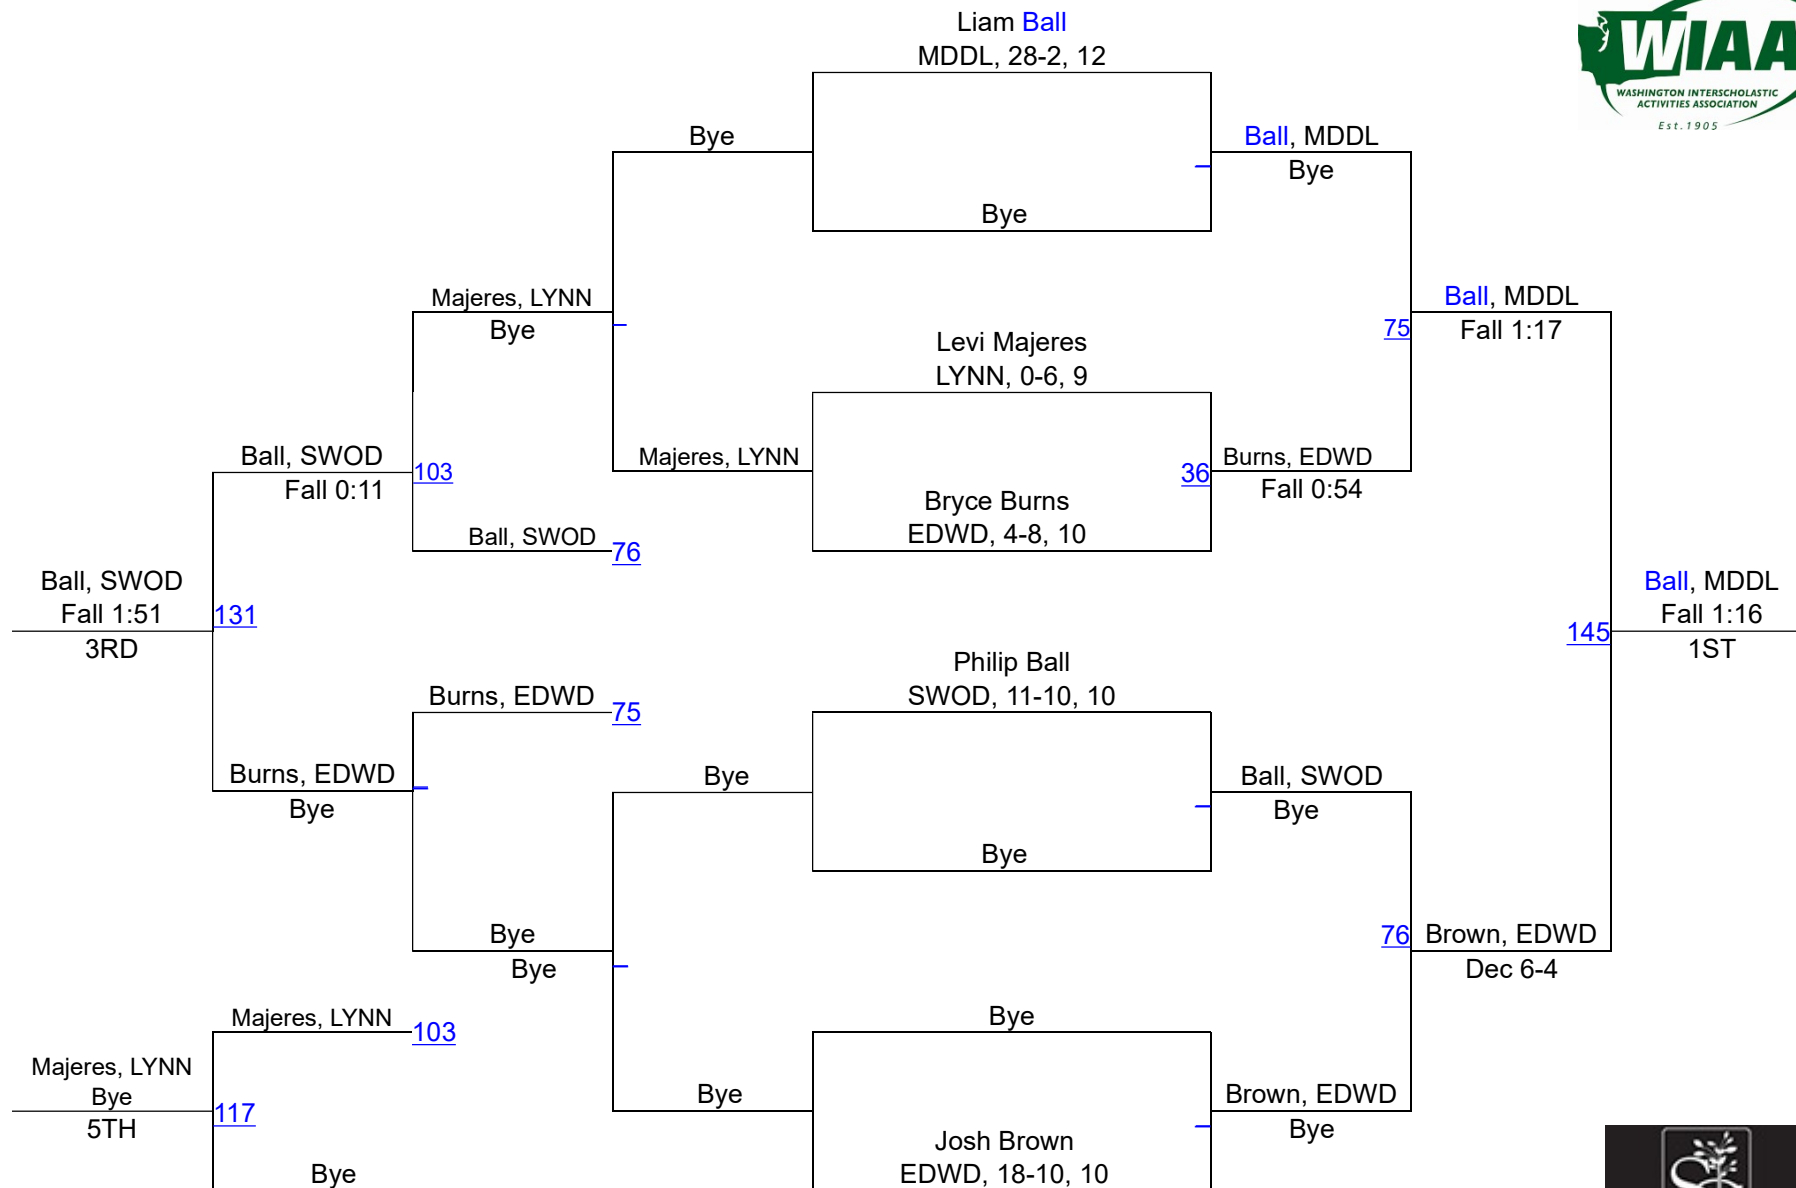 Liam Ball
MDDL, 28-2, 12
WIAA
WASHINGTON INTERSCHOLASTIC
ACTIVITIES ASSOCIATION
Est. 1905
Bye
Ball, MDDL
Bye
Bye
Majeres, LYNN
Bye
Ball, MDDL
Fall 1:17
75
Levi Majeres
LYNN, 0-6, 9
Ball, SWOD
Fall 0:11
103
Majeres, LYNN
36
Burns, EDWD
Fall 0:54
Bryce Burns
EDWD, 4-8, 10
Ball, SWOD
76
Ball, SWOD
Fall 1:51
3RD
131
Ball, MDDL
Fall 1:16
1ST
145
Philip Ball
SWOD, 11-10, 10
Burns, EDWD
75
Burns, EDWD
Bye
Bye
Ball, SWOD
Bye
Bye
Bye
Bye
76
Brown, EDWD
Dec 6-4
Majeres, LYNN
103
Bye
Majeres, LYNN
Bye
5TH
117
Bye
Brown, EDWD
Bye
Josh Brown
EDWD, 18-10, 10
Bye